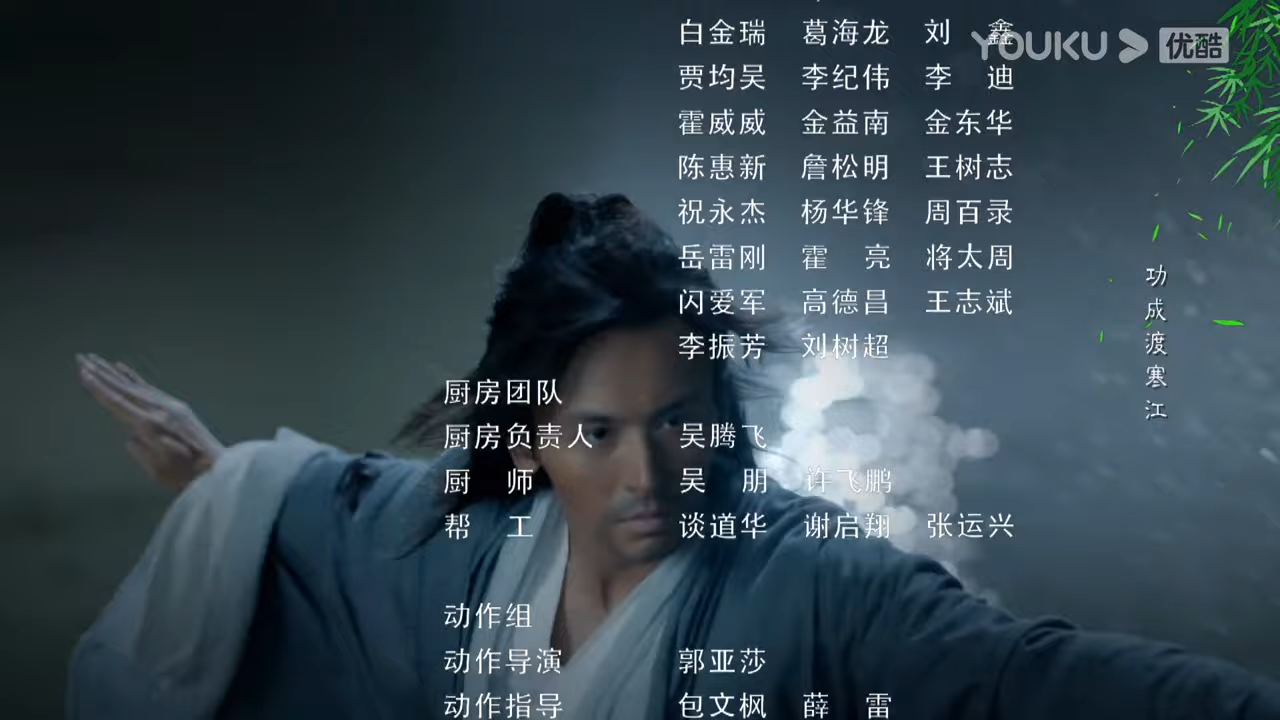 白金瑞 葛海龙 刘 鑫
YOUKU 优酷
贾均吴 李纪伟 李 迪
霍威威 金益南 金东华
陈惠新 詹松明 王树志
祝永杰 杨华锋 周百录
岳雷刚 霍 亮 将太周
闪爱军 高德昌 王志斌
李振芳 刘树超
厨房团队
厨房负责人 吴腾飞
厨 师 吴 朋 许飞鹏
帮 工 谈道华 谢启翔 张运兴
动作组
动作导演 郭亚莎
动作指导 包文枫 薛 雷
功成渡寒江